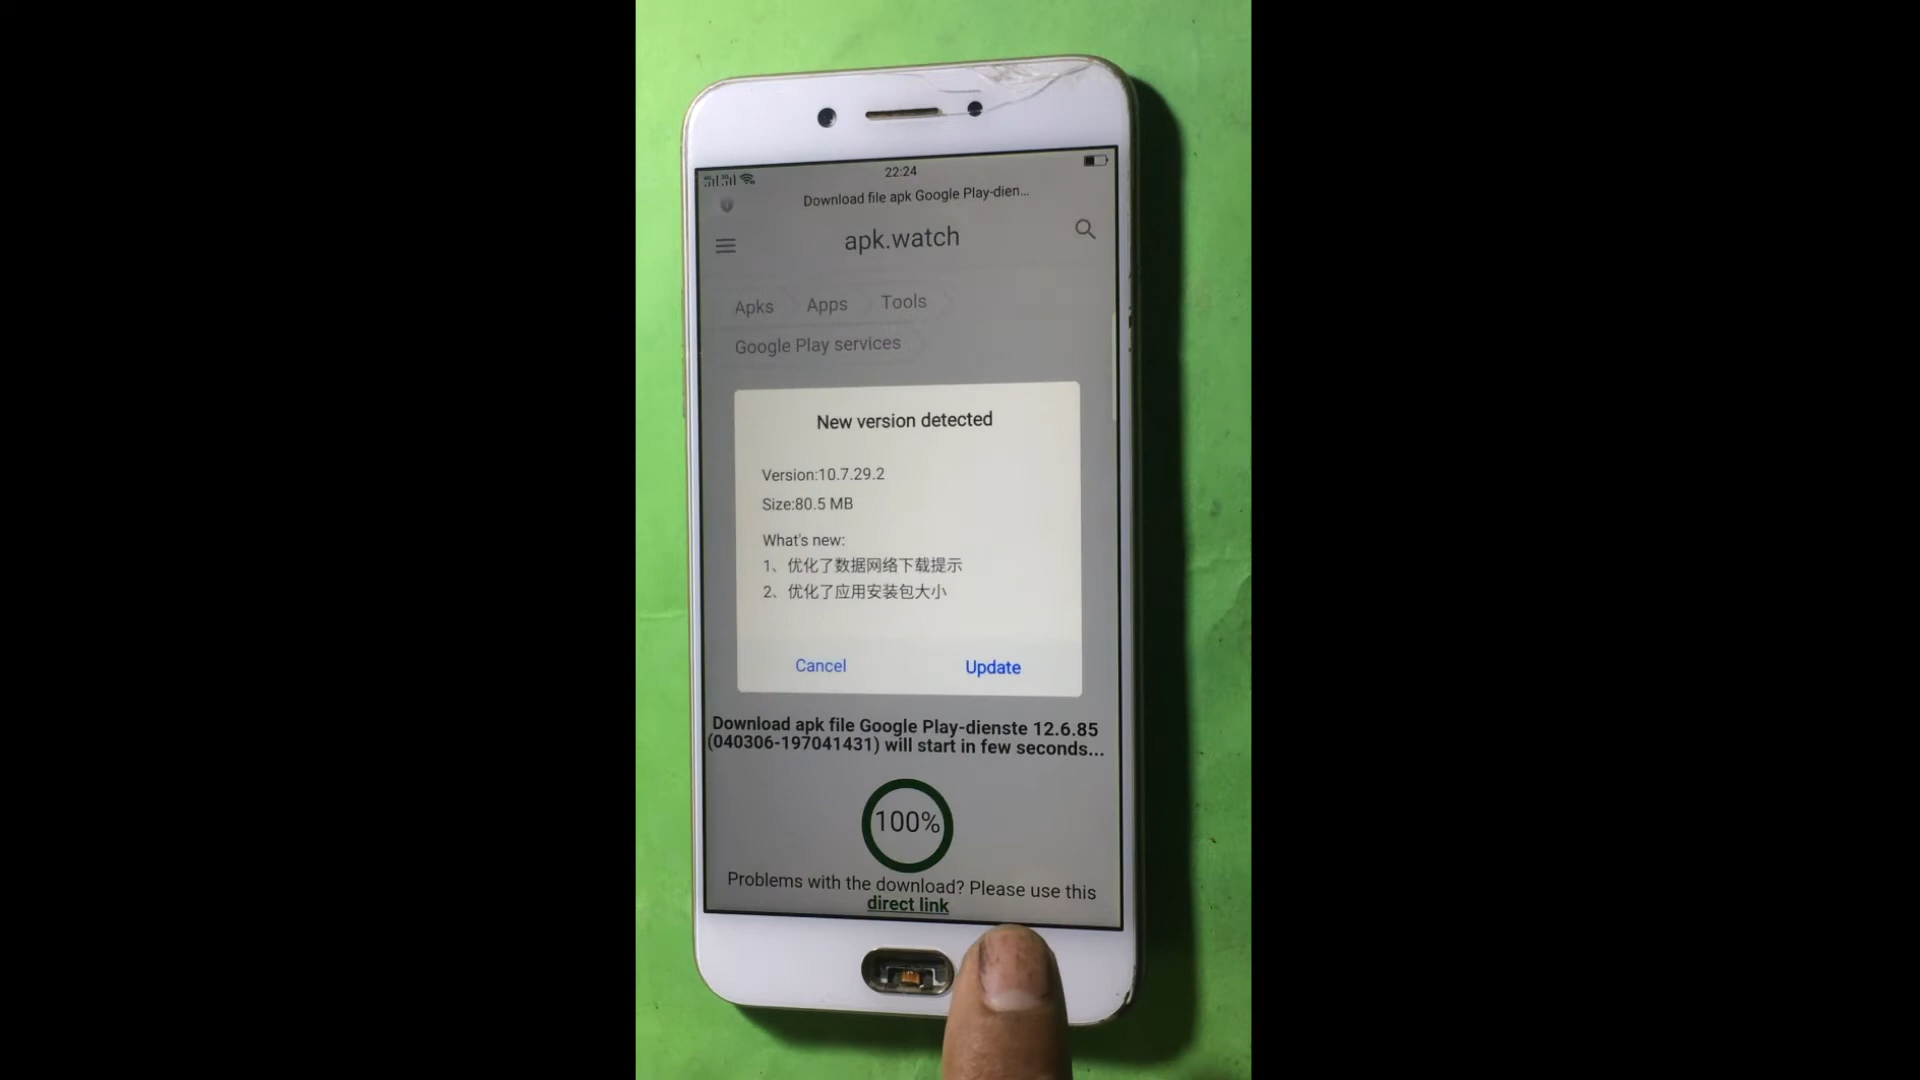 22:24
Download file apk Google Play-dien...
apk.watch
Apks
Apps
Tools
Google Play services
New version detected
Version:10.7.29.2
Size:80.5 MB
What's new:
1、优化了数据网络下载提示
2、优化了应用安装包大小
Cancel
Update
Download apk file Google Play-dienste 12.6.85
(040306-197041431) will start in few seconds...
100%
Problems with the download? Please use this
direct link